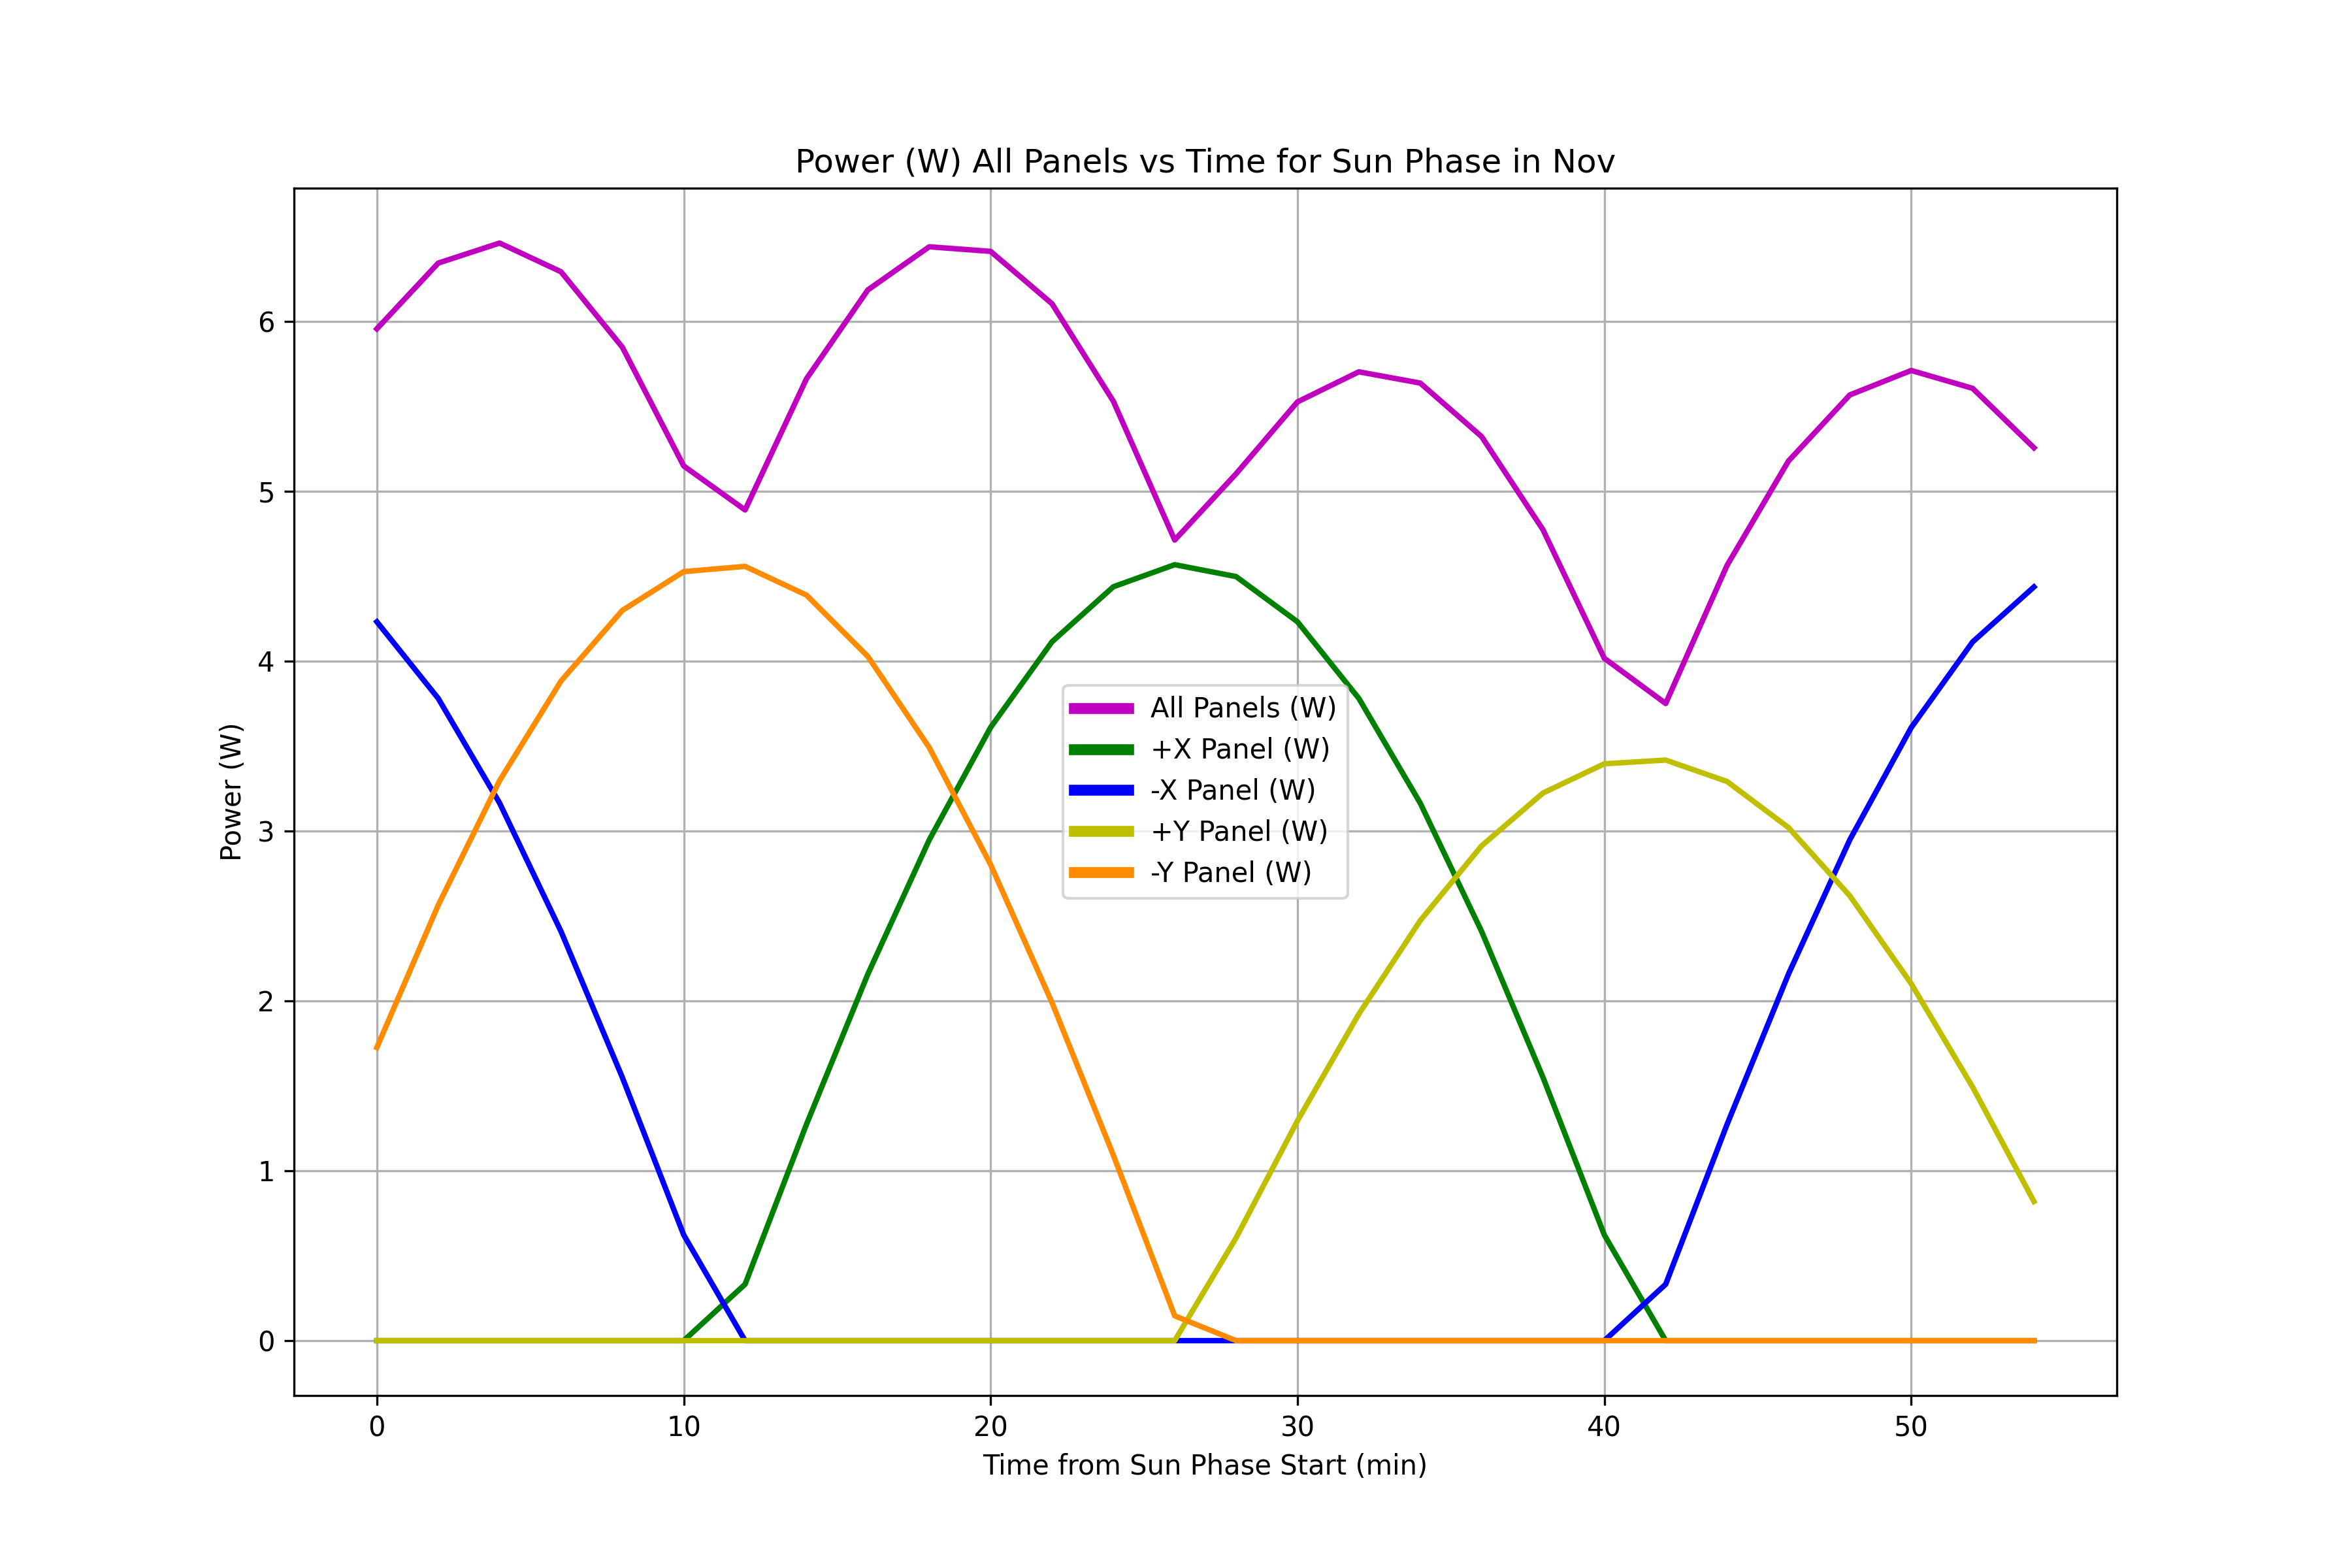 Power (W) All Panels vs Time for Sun Phase in Nov
Power (W)
6
5
4
3
2
1
0
All Panels (W)
+X Panel (W)
-X Panel (W)
+Y Panel (W)
-Y Panel (W)
0 10 20 30 40 50
Time from Sun Phase Start (min)